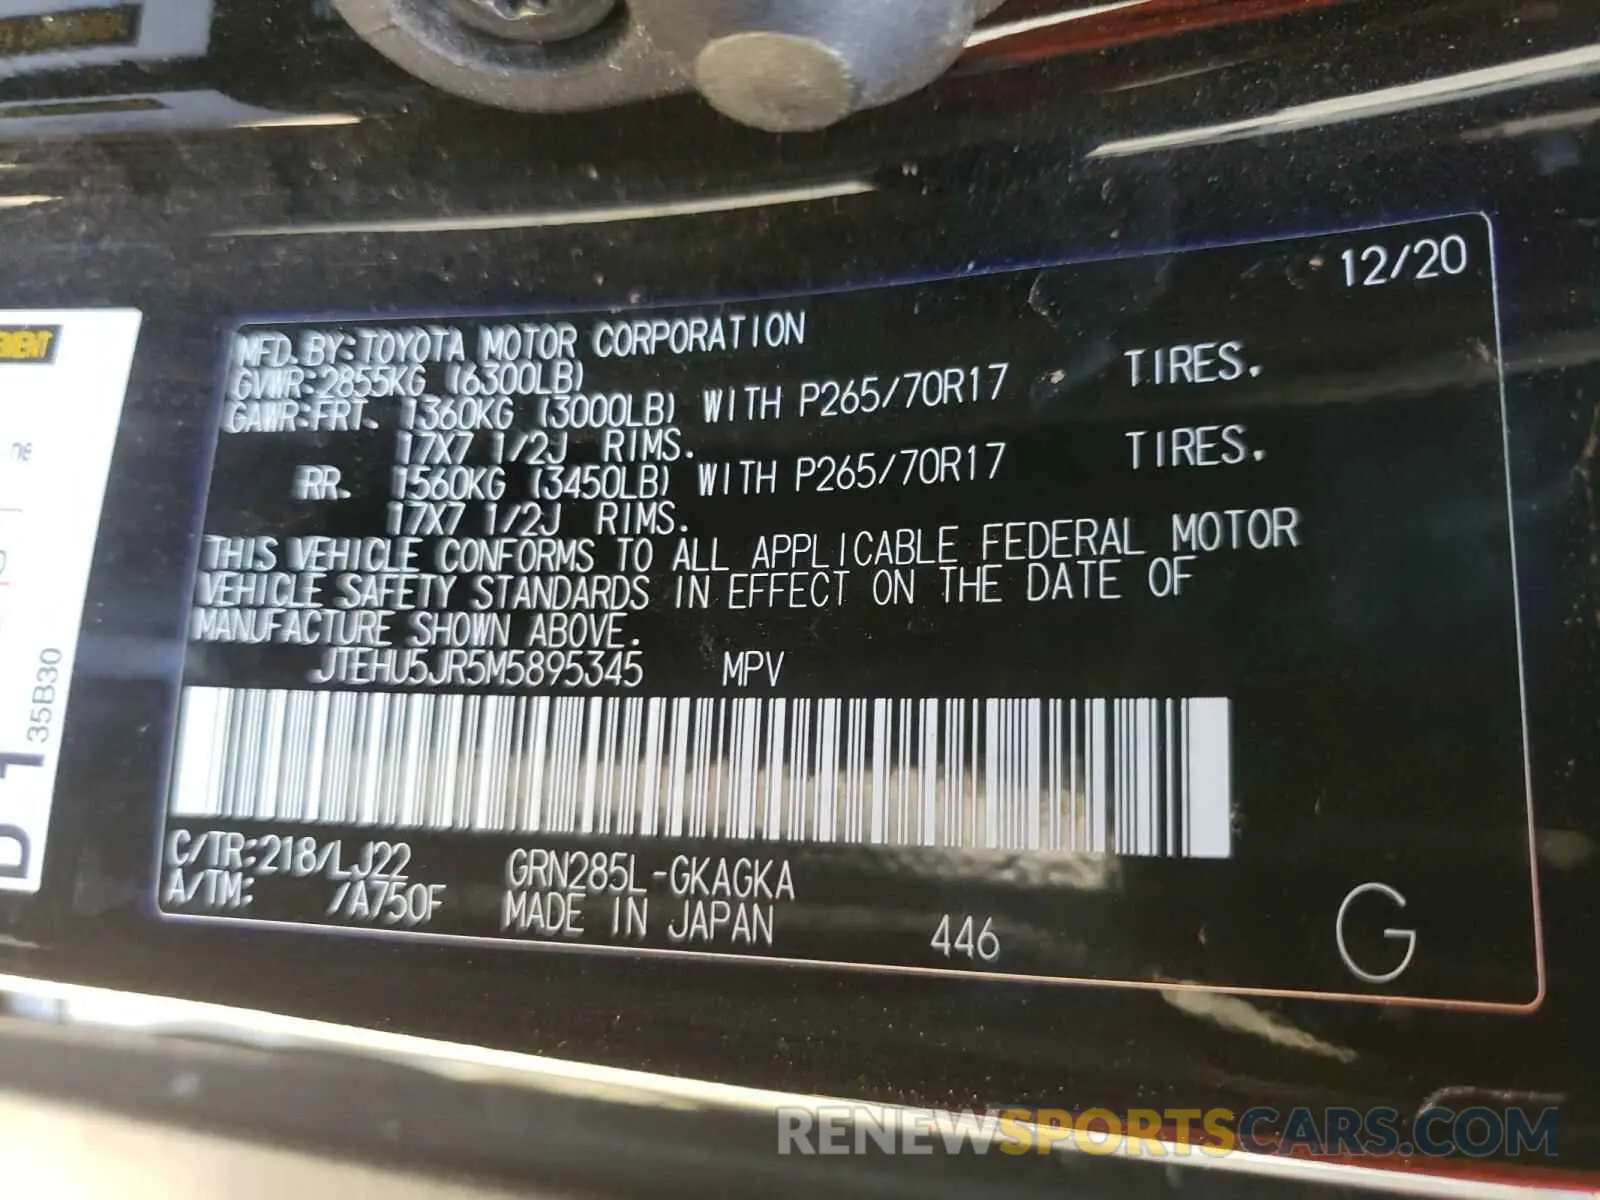 12/20
MFD. BY: TOYOTA MOTOR CORPORATION
GVWR: 2855KG (6300LB)
GAWR: FRT. 1360KG (3000LB) WITH P265/70R17 TIRES.
17X7 1/2J RIMS.
RR. 1560KG (3450LB) WITH P265/70R17 TIRES.
17X7 1/2J RIMS.
THIS VEHICLE CONFORMS TO ALL APPLICABLE FEDERAL MOTOR
VEHICLE SAFETY STANDARDS IN EFFECT ON THE DATE OF
MANUFACTURE SHOWN ABOVE.
JTEHU5JR5M5895345 MPV
C/TR: 218/LJ22 GRN285L-GKAGKA
A/TM: /A750F MADE IN JAPAN 446 G
35B30
RENEWSPORTSCARS.COM